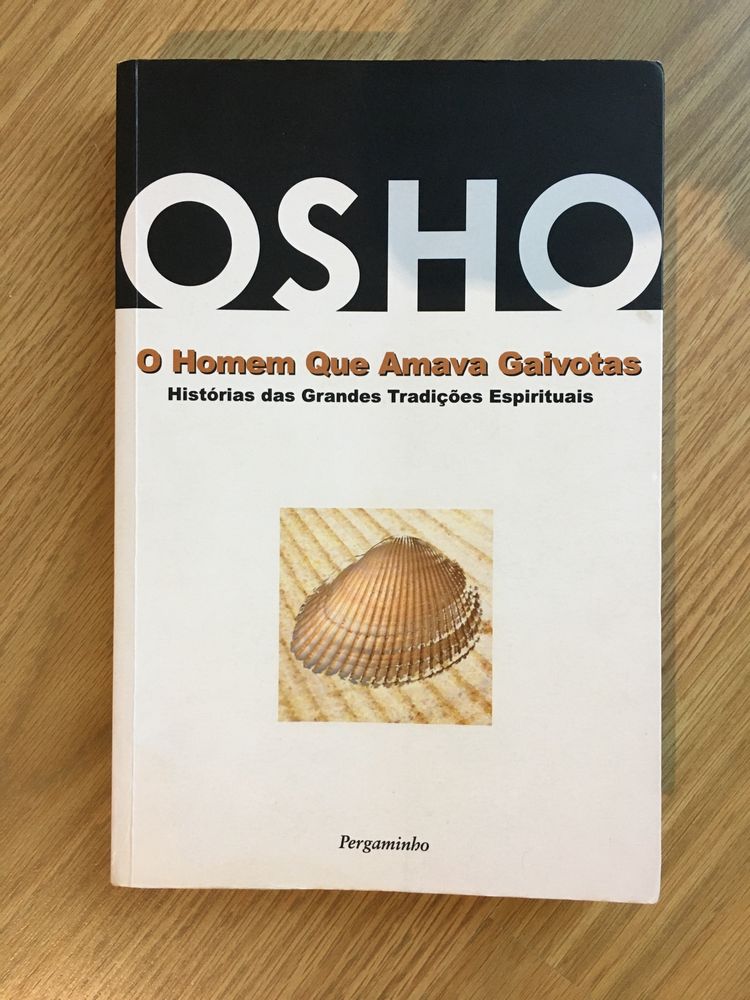 OSHO
O Homem Que Amava Gaivotas
Histórias das Grandes Tradições Espirituais
Pergaminho